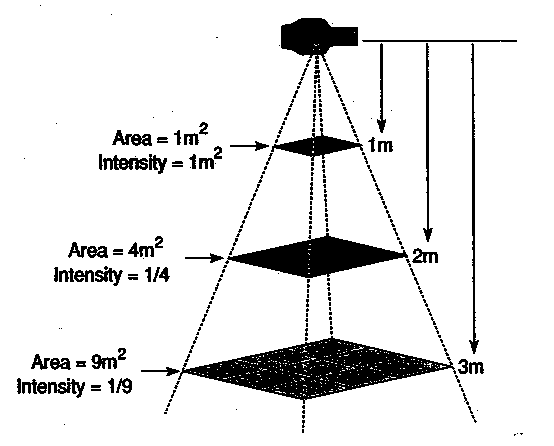 Area = 1m²
Intensity = 1m²
1m
Area = 4m²
Intensity = 1/4
2m
Area = 9m²
Intensity = 1/9
3m